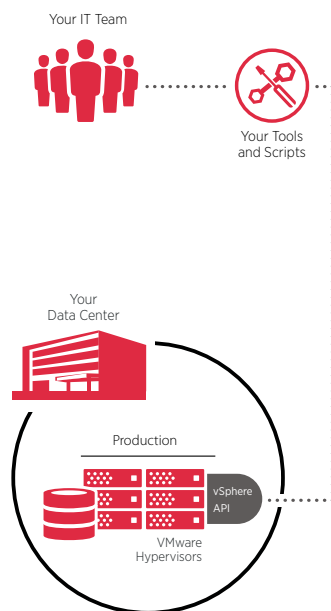 Your IT Team
Your Tools
and Scripts
Your
Data Center
Production
vSphere
API
VMware
Hypervisors